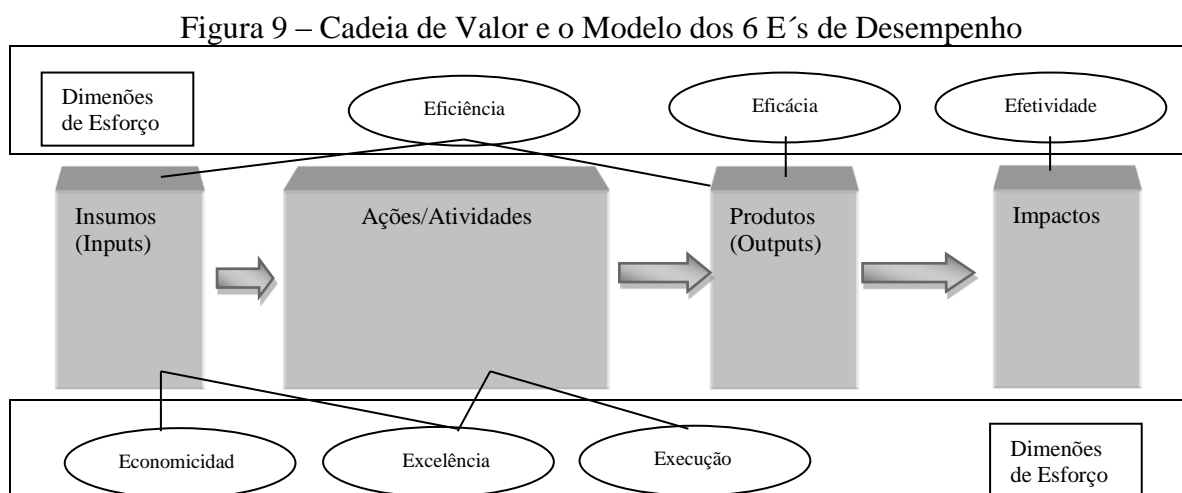 Figura 9 – Cadeia de Valor e o Modelo dos 6 E´s de Desempenho
Dimenões
de Esforço
Eficiência
Eficácia
Efetividade
Insumos
(Inputs)
Ações/Atividades
Produtos
(Outputs)
Impactos
Economicidad
Excelência
Execução
Dimenões
de Esforço